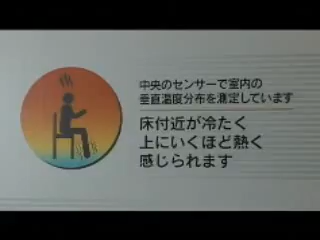 中央のセンサーで室内の
垂直温度分布を測定しています
床付近が冷たく
上にいくほど熱く
感じられます